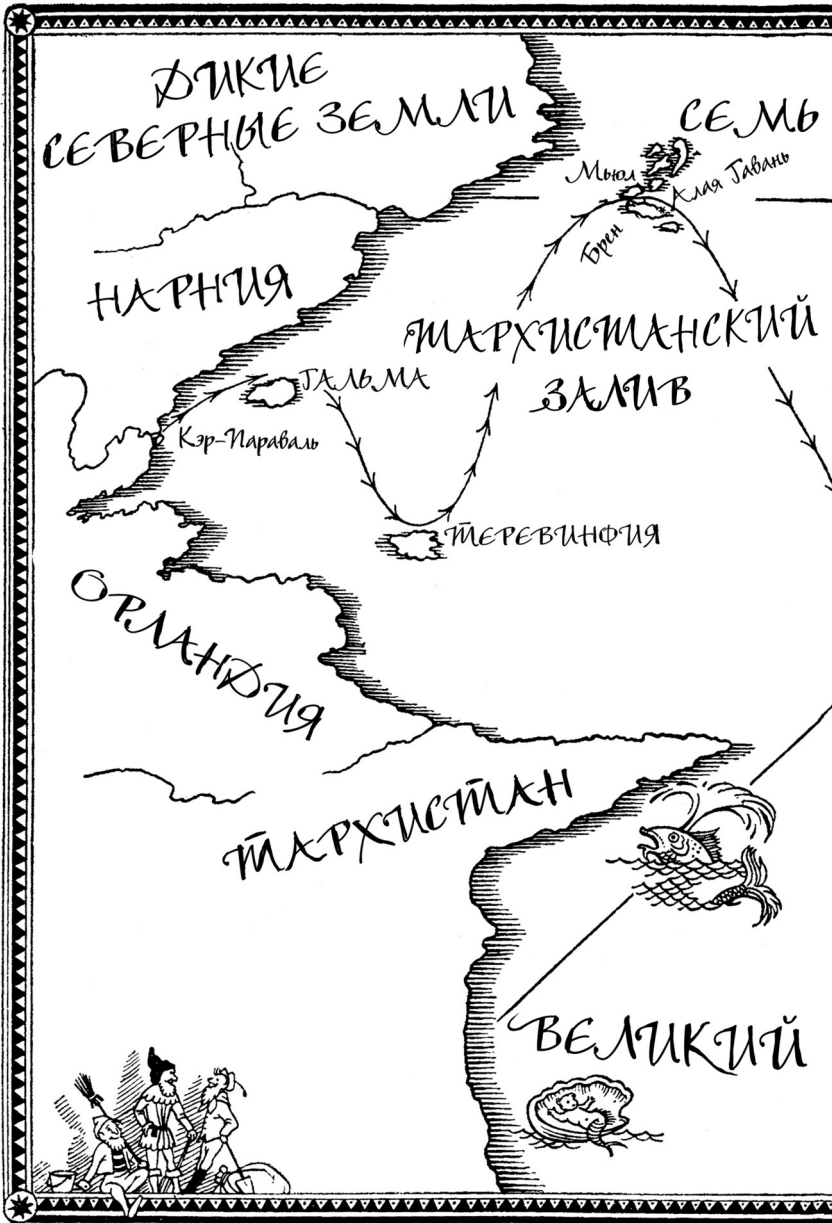 ДИКИЕ
СЕВЕРНЫЕ ЗЕМЛИ
СЕМЬ
Мьюл
Алая Гавань
Брен
НАРНИЯ
ТАРХИСТАНСКИЙ
ЗАЛИВ
ГАЛЬМА
Кэр-Параваль
ТЕРЕВИНФИЯ
ОРЛАНДИЯ
ТАРХИСТАН
ВЕЛИКИЙ